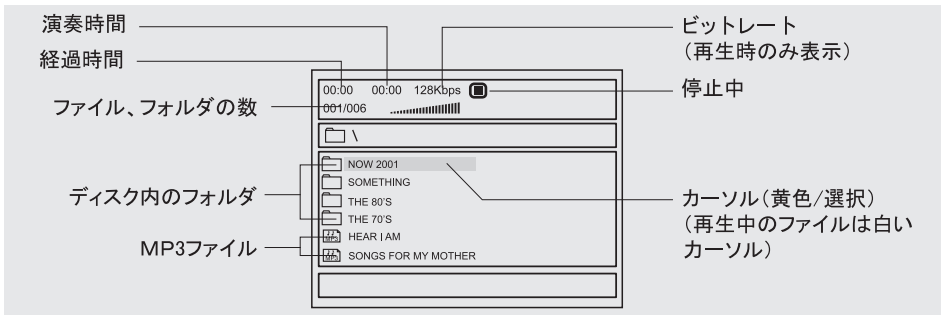 演奏時間
経過時間
ファイル、フォルダの数
ディスク内のフォルダ
MP3ファイル
00:00 00:00 128Kbps
001/006
\
NOW 2001
SOMETHING
THE 80'S
THE 70'S
MP3 HEAR I AM
MP3 SONGS FOR MY MOTHER
ビットレート
(再生時のみ表示)
停止中
カーソル(黄色/選択)
(再生中のファイルは白い
カーソル)